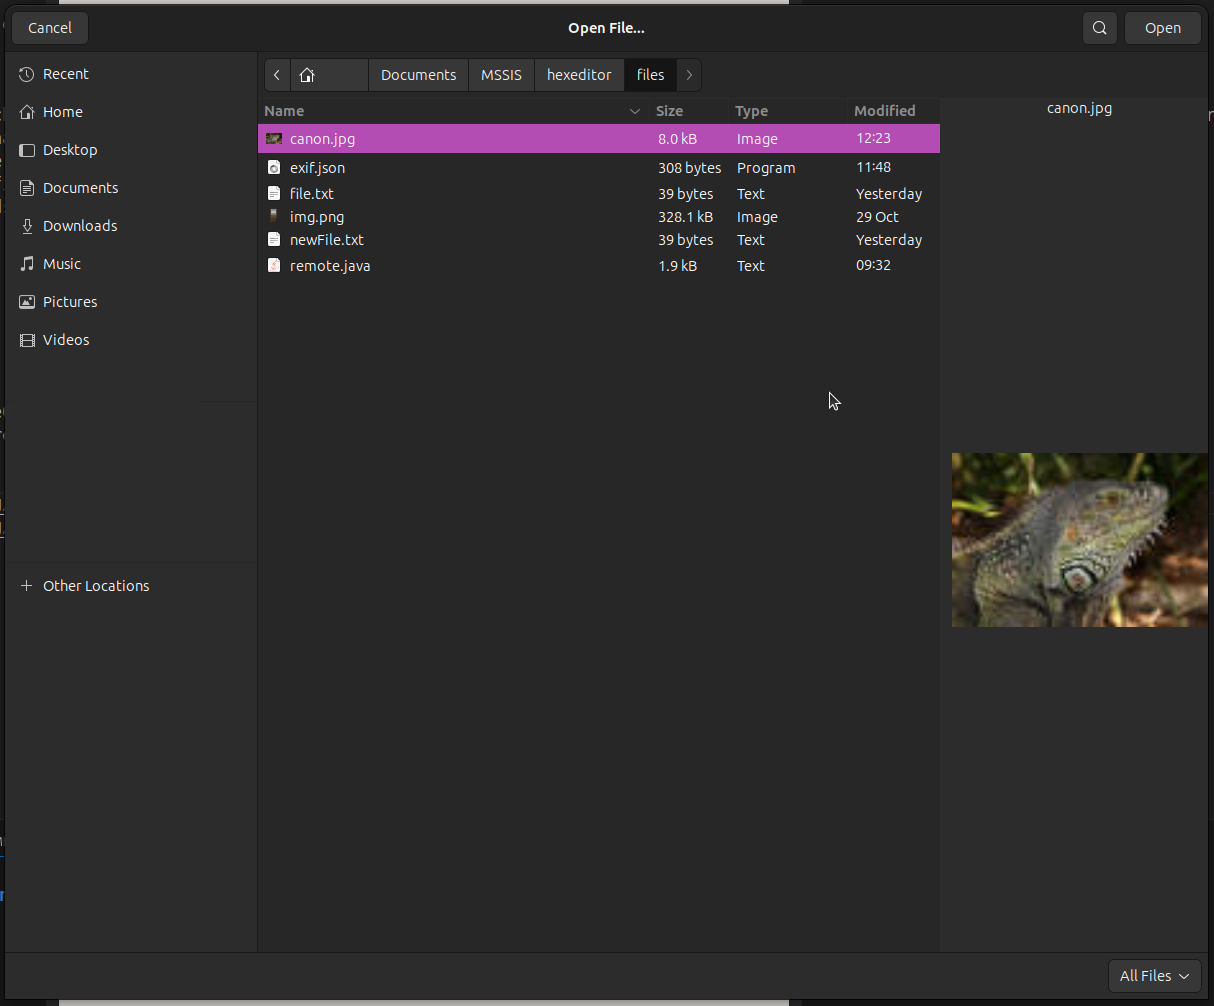 Cancel Open File... Open
Recent
Home
Desktop
Documents
Downloads
Music
Pictures
Videos
Other Locations
Documents MSSIS hexeditor files
Name Size Type Modified
canon.jpg 8.0 kB Image 12:23
exif.json 308 bytes Program 11:48
file.txt 39 bytes Text Yesterday
img.png 328.1 kB Image 29 Oct
newFile.txt 39 bytes Text Yesterday
remote.java 1.9 kB Text 09:32
canon.jpg
All Files